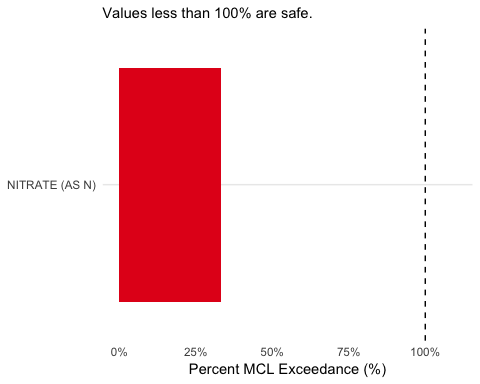 Values less than 100% are safe.
NITRATE (AS N)
0% 25% 50% 75% 100%
Percent MCL Exceedance (%)